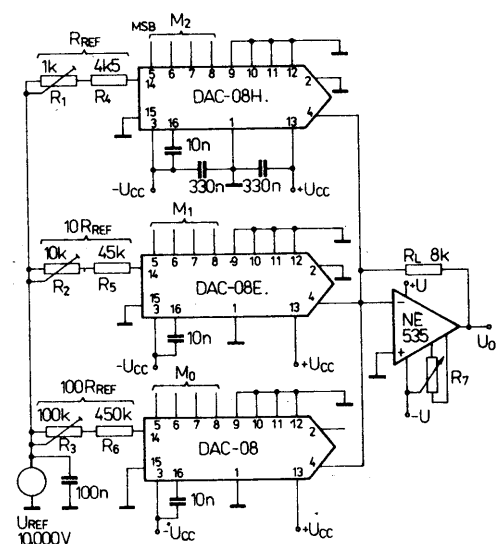 RREF
MSB M2
1k 4k5
R1 R4
5 6 7 8 9 10 11 12
14
2
DAC-08H.
4
15
3 16 1 13
10n
-UCC 330n 330n +UCC
10RREF
M1
10k 45k
R2 R5
5 6 7 8 9 10 11 12
14
2
DAC-08E.
4
15
3 16 1 13
10n
-UCC +UCC
RL 8k
+U
-
NE
535
+
U0
R7
-U
100RREF
M0
100k 450k
R3 R6
5 6 7 8 9 10 11 12
14
2
DAC-08
4
15
3 16 1 13
100n
10n
UREF
10.000V
-UCC +UCC